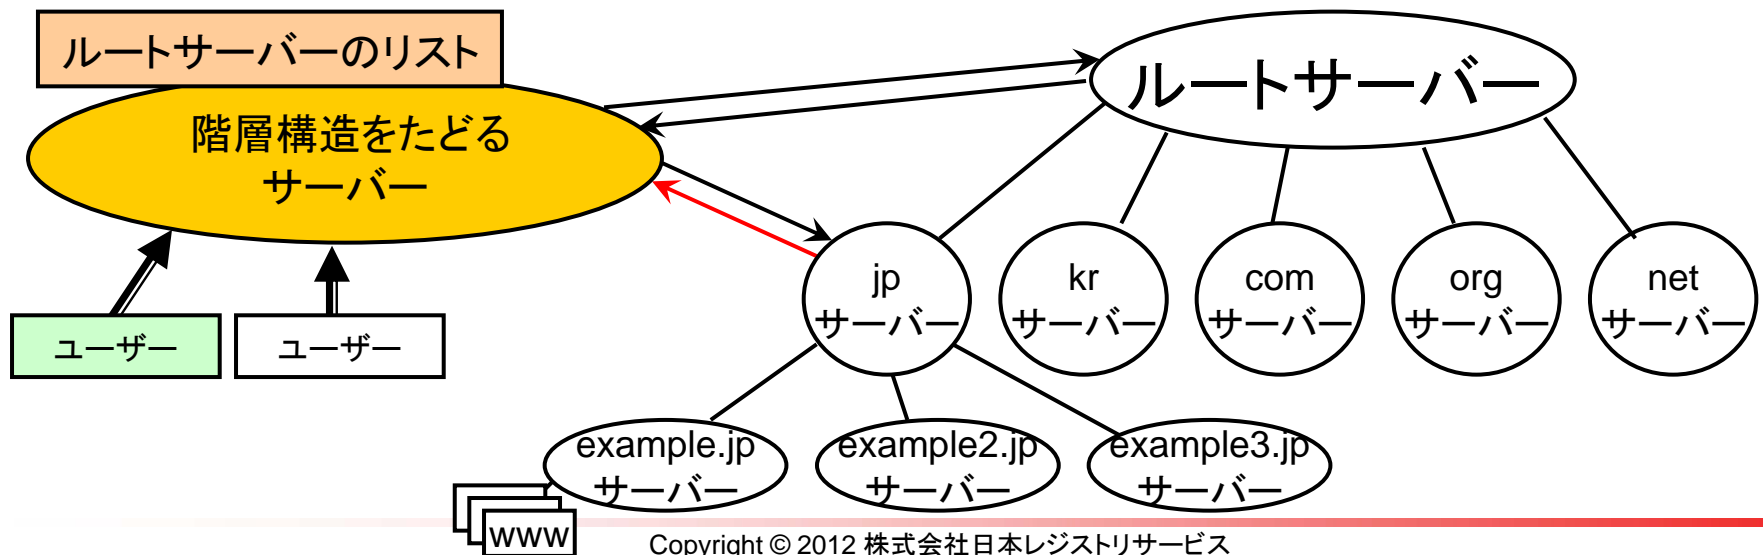 ルートサーバーのリスト
ルートサーバー
階層構造をたどる
サーバー
jp
サーバー
kr
サーバー
com
サーバー
org
サーバー
net
サーバー
ユーザー
ユーザー
example.jp
サーバー
example2.jp
サーバー
example3.jp
サーバー
www
Copyright © 2012 株式会社日本レジストリサービス